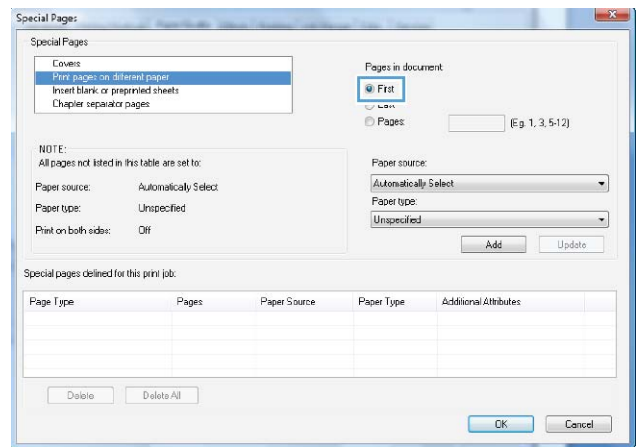 Special Pages
Special Pages
Covers
Print pages on different paper
Insert blank or preprinted sheets
Chapter separator pages
Pages in document
First
Last
Pages:
(Eg. 1, 3, 5-12)
NOTE:
All pages not listed in this table are set to:
Paper source: Automatically Select
Paper type: Unspecified
Print on both sides: Off
Paper source:
Automatically Select
Paper type:
Unspecified
Add Update
Special pages defined for this print job:
Page Type Pages Paper Source Paper Type Additional Attributes
Delete Delete All
OK Cancel